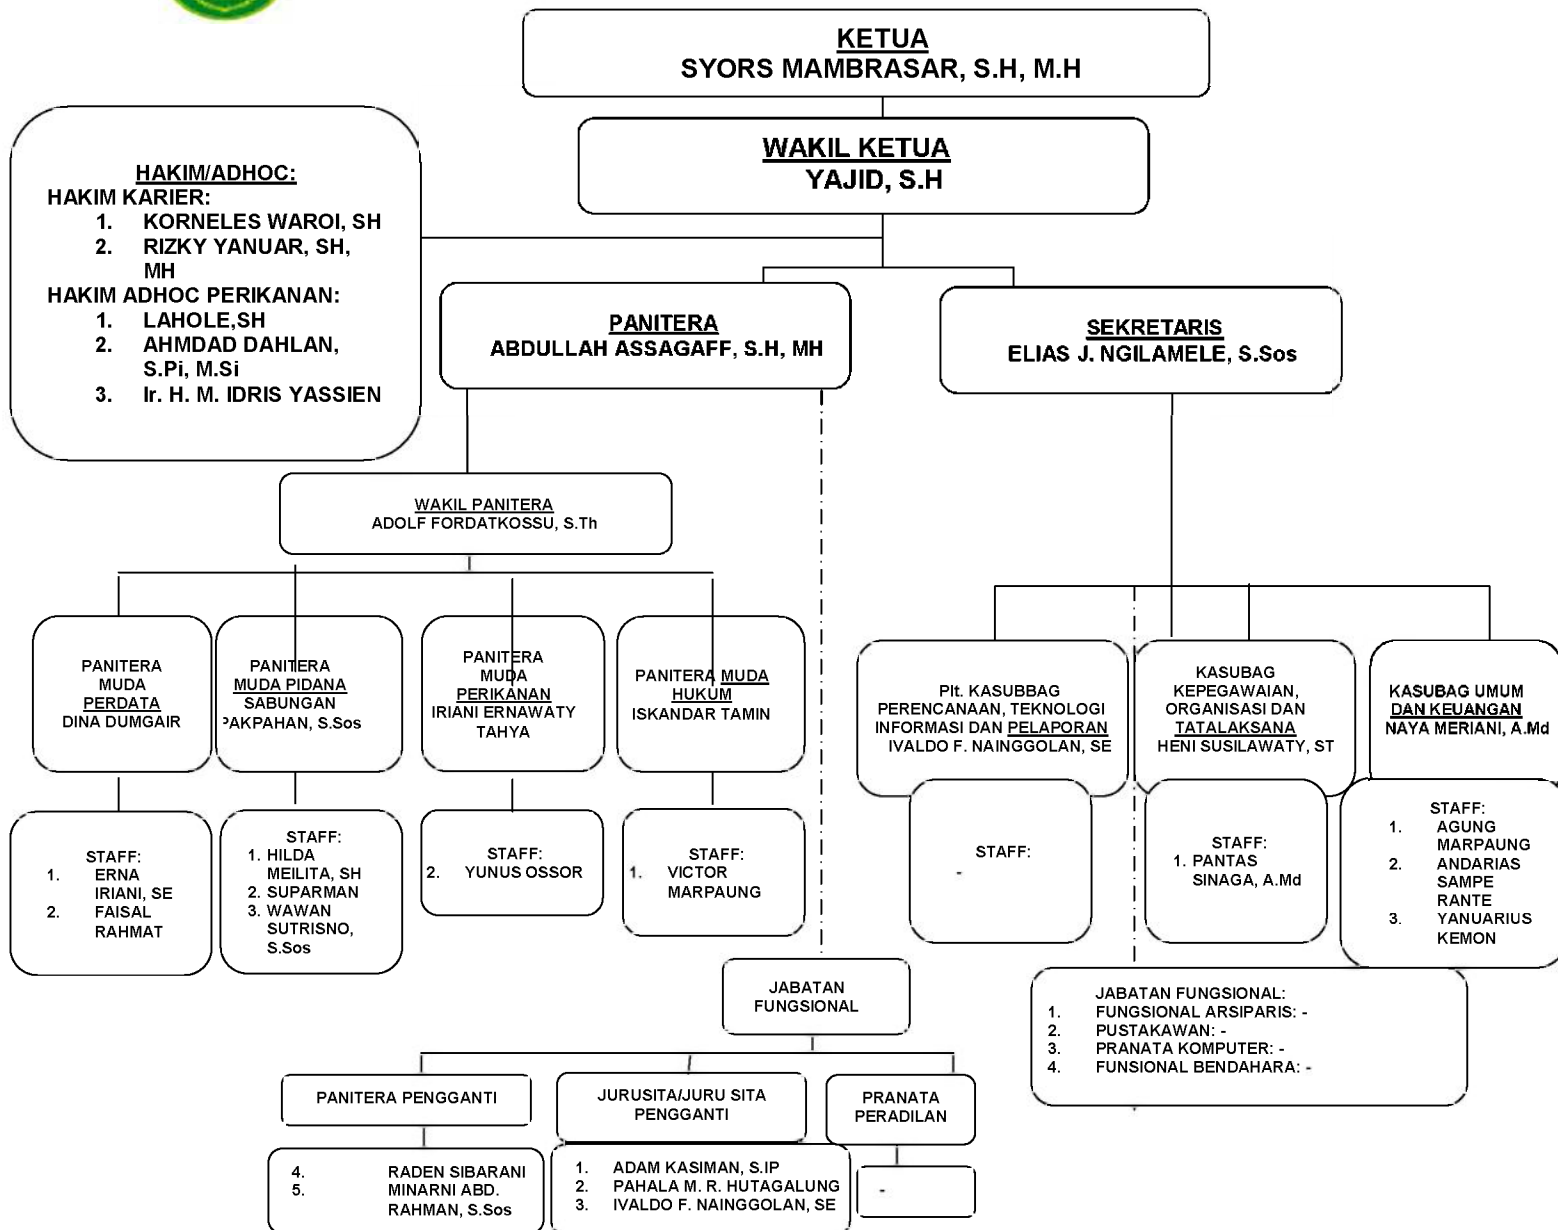 KETUA
SYORS MAMBRASAR, S.H, M.H
WAKIL KETUA
YAJID, S.H
HAKIM/ADHOC:
HAKIM KARIER:
1. KORNELES WAROI, SH
2. RIZKY YANUAR, SH,
MH
HAKIM ADHOC PERIKANAN:
1. LAHOLE,SH
2. AHMDAD DAHLAN,
S.Pi, M.Si
3. Ir. H. M. IDRIS YASSIEN
PANITERA
ABDULLAH ASSAGAFF, S.H, MH
SEKRETARIS
ELIAS J. NGILAMELE, S.Sos
WAKIL PANITERA
ADOLF FORDATKOSSU, S.Th
PANITERA
MUDA
PERDATA
DINA DUMGAIR
PANITERA
MUDA PIDANA
SABUNGAN
PAKPAHAN, S.Sos
PANITERA
MUDA
PERIKANAN
IRIANI ERNAWATY
TAHYA
PANITERA MUDA
HUKUM
ISKANDAR TAMIN
Plt. KASUBBAG
PERENCANAAN, TEKNOLOGI
INFORMASI DAN PELAPORAN
IVALDO F. NAINGGOLAN, SE
KASUBAG
KEPEGAWAIAN,
ORGANISASI DAN
TATALAKSANA
HENI SUSILAWATY, ST
KASUBAG UMUM
DAN KEUANGAN
NAYA MERIANI, A.Md
STAFF:
1. ERNA
IRIANI, SE
2. FAISAL
RAHMAT
STAFF:
1. HILDA
MEILITA, SH
2. SUPARMAN
3. WAWAN
SUTRISNO,
S.Sos
STAFF:
2. YUNUS OSSOR
STAFF:
1. VICTOR
MARPAUNG
STAFF:
-
STAFF:
1. PANTAS
SINAGA, A.Md
STAFF:
1. AGUNG
MARPAUNG
2. ANDARIAS
SAMPE
RANTE
3. YANUARIUS
KEMON
JABATAN
FUNGSIONAL
JABATAN FUNGSIONAL:
1. FUNGSIONAL ARSIPARIS: -
2. PUSTAKAWAN: -
3. PRANATA KOMPUTER: -
4. FUNSIONAL BENDAHARA: -
PANITERA PENGGANTI
JURUSITA/JURU SITA
PENGGANTI
PRANATA
PERADILAN
4. RADEN SIBARANI
5. MINARNI ABD.
RAHMAN, S.Sos
1. ADAM KASIMAN, S.IP
2. PAHALA M. R. HUTAGALUNG
3. IVALDO F. NAINGGOLAN, SE
-